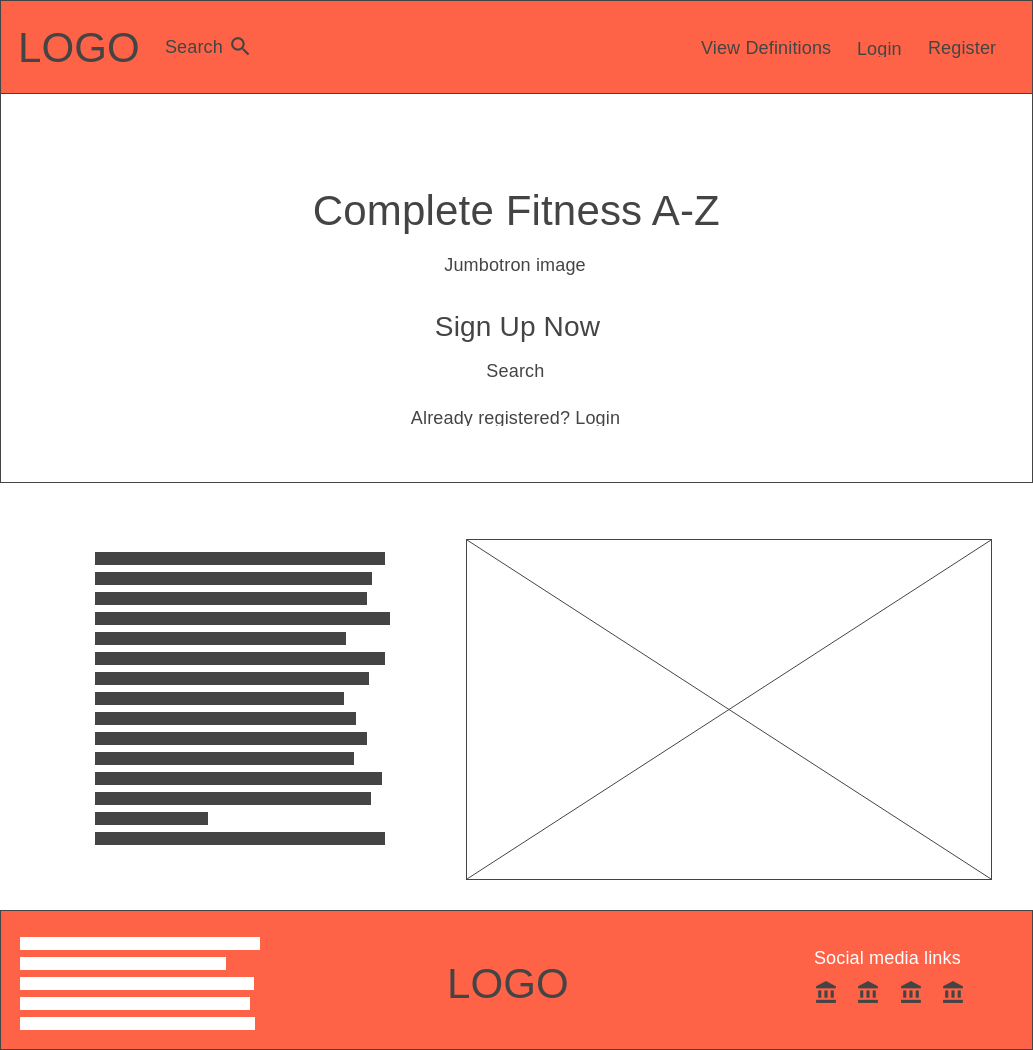 LOGO Search View Definitions Login Register
Complete Fitness A-Z
Jumbotron image
Sign Up Now
Search
Already registered? Login
LOGO
Social media links